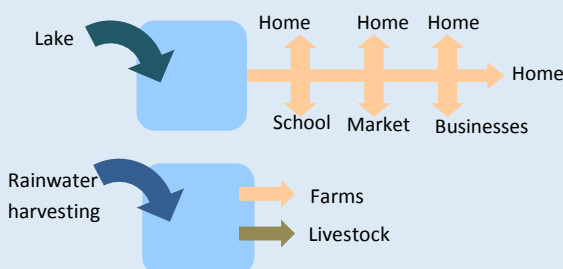 Home Home Home
Lake
Home
School Market Businesses
Rainwater
harvesting
Farms
Livestock